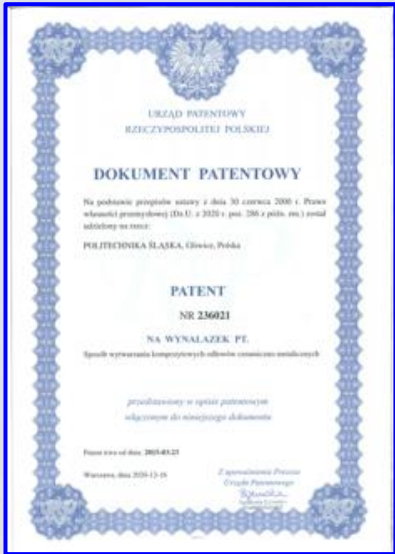 URZĄD PATENTOWY
RZECZYPOSPOLITEJ POLSKIEJ
DOKUMENT PATENTOWY
Na podstawie przepisów ustawy z dnia 30 czerwca 2000 r. Prawo
własności przemysłowej (Dz.U. z 2020 r. poz. 286 z późn. zm.) został
udzielony na rzecz:
POLITECHNIKA ŚLĄSKA, Gliwice, Polska
PATENT
NR 236021
NA WYNALAZEK PT.
Sposób wytwarzania kompozytowych odlewów ceramiczno-metalicznych
przedstawiony w opisie patentowym
włączonym do niniejszego dokumentu
Patent trwa od dnia: 2015-03-23
Warszawa, dnia 2020-12-16
Z upoważnienia Prezesa
Urzędu Patentowego